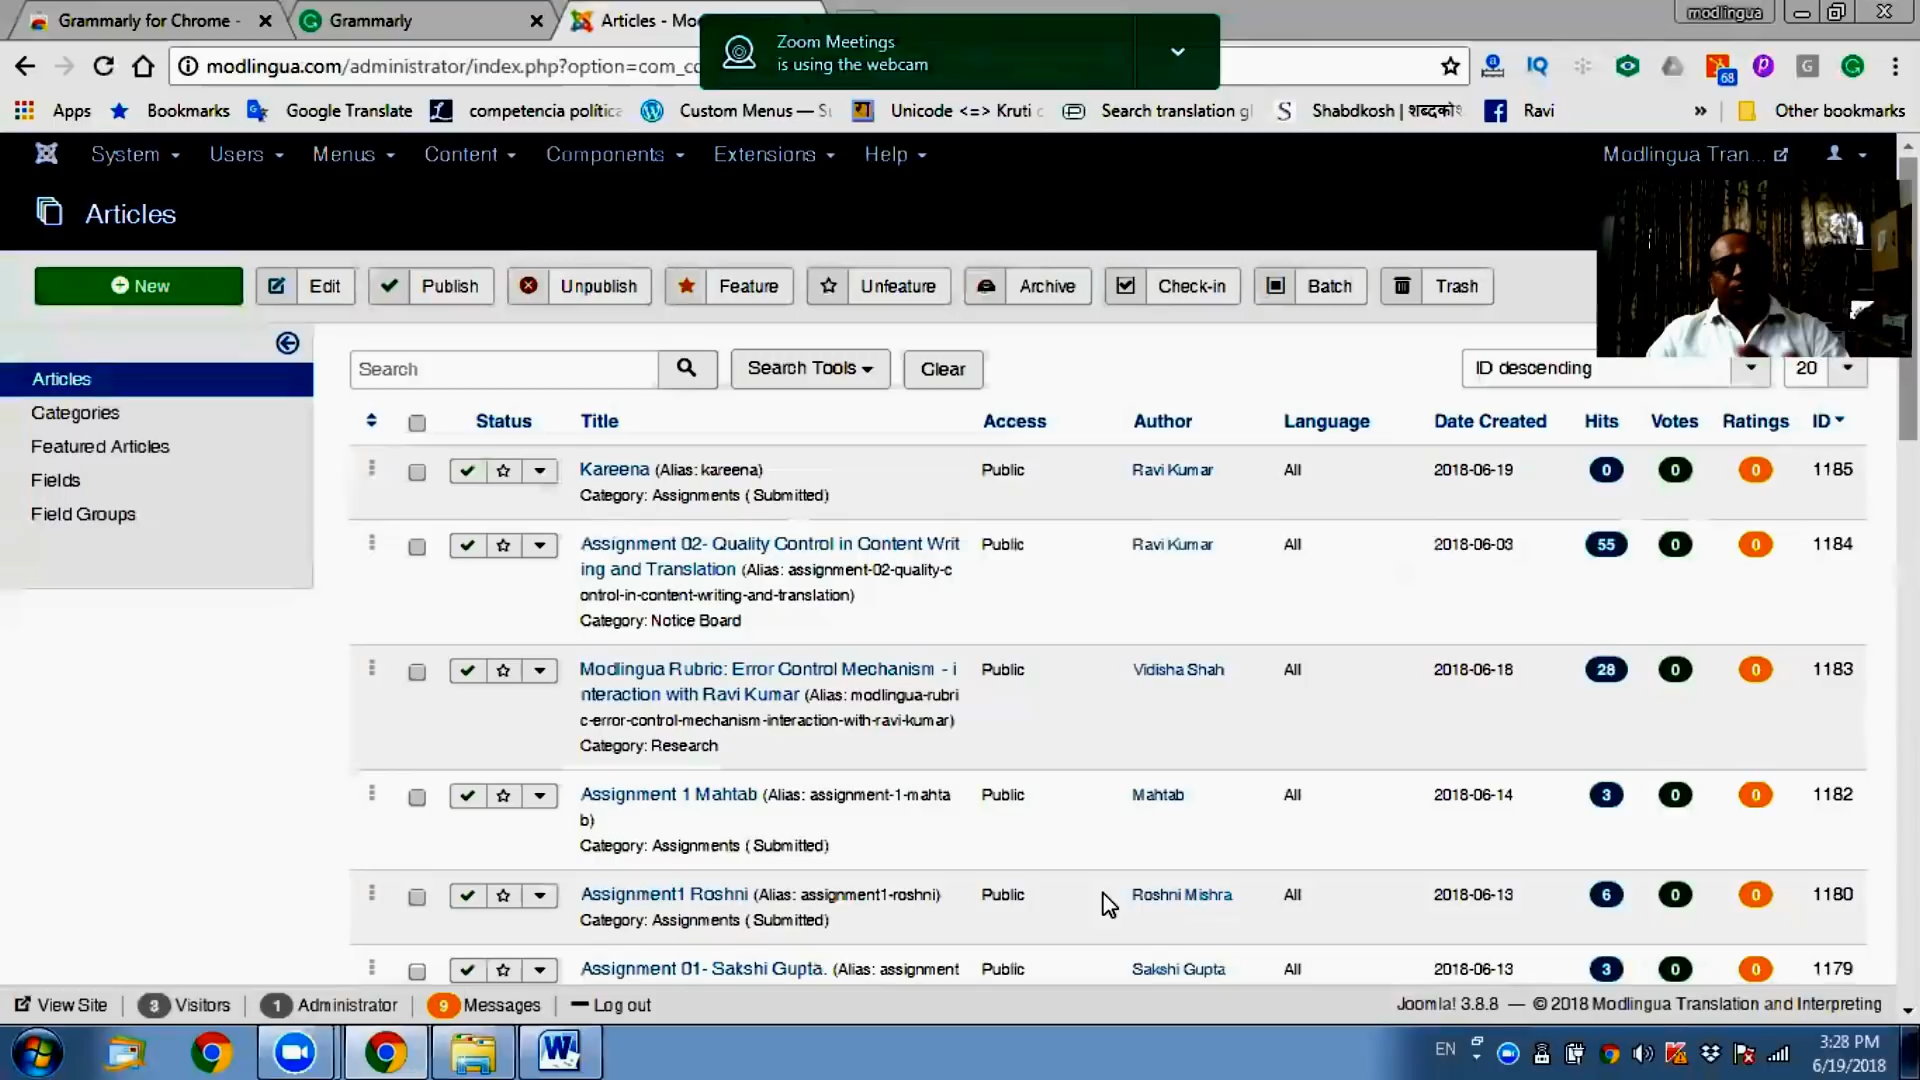 Grammarly for Chrome -
Grammarly
Articles - Mo
modlingua
Zoom Meetings
is using the webcam
modlingua.com/administrator/index.php?option=com_cc
IQ
68
Apps
Bookmarks
Google Translate
competencia política
Custom Menus — Su
Unicode <=> Kruti
Search translation gl
Shabdkosh | शब्दकोश
Ravi
»
Other bookmarks
System
Users
Menus
Content
Components
Extensions
Help
Modlingua Tran...
Articles
New
Edit
Publish
Unpublish
Feature
Unfeature
Archive
Check-in
Batch
Trash
Articles
Categories
Featured Articles
Fields
Field Groups
Search
Search Tools
Clear
ID descending
20
Status
Title
Access
Author
Language
Date Created
Hits
Votes
Ratings
ID
Kareena (Alias: kareena)
Category: Assignments ( Submitted)
Public
Ravi Kumar
All
2018-06-19
0
0
0
1185
Assignment 02- Quality Control in Content Writ
ing and Translation (Alias: assignment-02-quality-c
ontrol-in-content-writing-and-translation)
Category: Notice Board
Public
Ravi Kumar
All
2018-06-03
55
0
0
1184
Modlingua Rubric: Error Control Mechanism - i
nteraction with Ravi Kumar (Alias: modlingua-rubri
c-error-control-mechanism-interaction-with-ravi-kumar)
Category: Research
Public
Vidisha Shah
All
2018-06-18
28
0
0
1183
Assignment 1 Mahtab (Alias: assignment-1-mahta
b)
Category: Assignments ( Submitted)
Public
Mahtab
All
2018-06-14
3
0
0
1182
Assignment1 Roshni (Alias: assignment1-roshni)
Category: Assignments ( Submitted)
Public
Roshni Mishra
All
2018-06-13
6
0
0
1180
Assignment 01- Sakshi Gupta. (Alias: assignment
Public
Sakshi Gupta
All
2018-06-13
3
0
0
1179
View Site
3 Visitors
1 Administrator
9 Messages
Log out
Joomla! 3.8.8 — © 2018 Modlingua Translation and Interpreting
EN
3:28 PM
6/19/2018